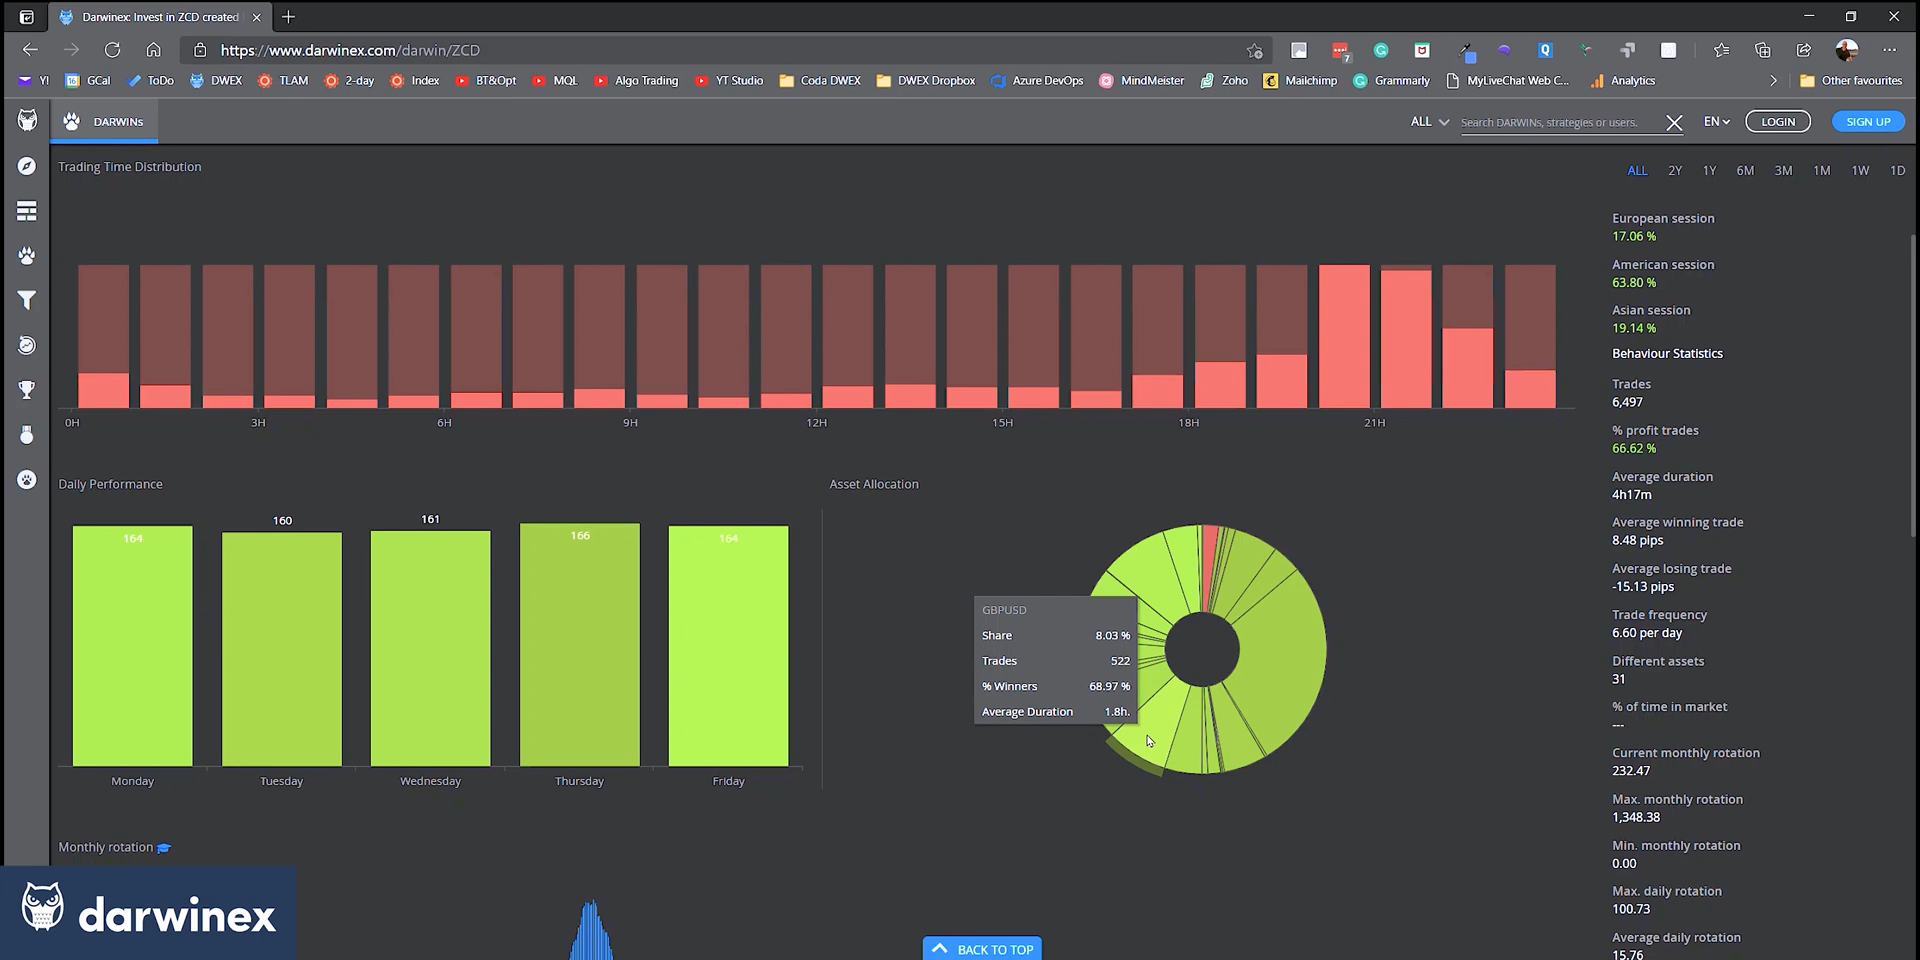 Darwinex: Invest in ZCD created
https://www.darwinex.com/darwin/ZCD
7
Y!
16
GCal
ToDo
DWEX
TLAM
2-day
Index
BT&Opt
MQL
Algo Trading
YT Studio
Coda DWEX
DWEX Dropbox
Azure DevOps
MindMeister
Zoho
Mailchimp
Grammarly
MyLiveChat Web C...
Analytics
Other favourites
DARWINs
ALL
Search DARWINs, strategies or users.
EN
LOGIN
SIGN UP
Trading Time Distribution
ALL 2Y 1Y 6M 3M 1M 1W 1D
0H 3H 6H 9H 12H 15H 18H 21H
European session
17.06 %
American session
63.80 %
Asian session
19.14 %
Behaviour Statistics
Trades
6,497
% profit trades
66.62 %
Average duration
4h17m
Average winning trade
8.48 pips
Average losing trade
-15.13 pips
Trade frequency
6.60 per day
Different assets
31
% of time in market
---
Current monthly rotation
232.47
Max. monthly rotation
1,348.38
Min. monthly rotation
0.00
Max. daily rotation
100.73
Average daily rotation
15.76
Daily Performance
164 160 161 166 164
Monday Tuesday Wednesday Thursday Friday
Asset Allocation
GBPUSD
Share 8.03 %
Trades 522
% Winners 68.97 %
Average Duration 1.8h.
Monthly rotation
darwinex
BACK TO TOP